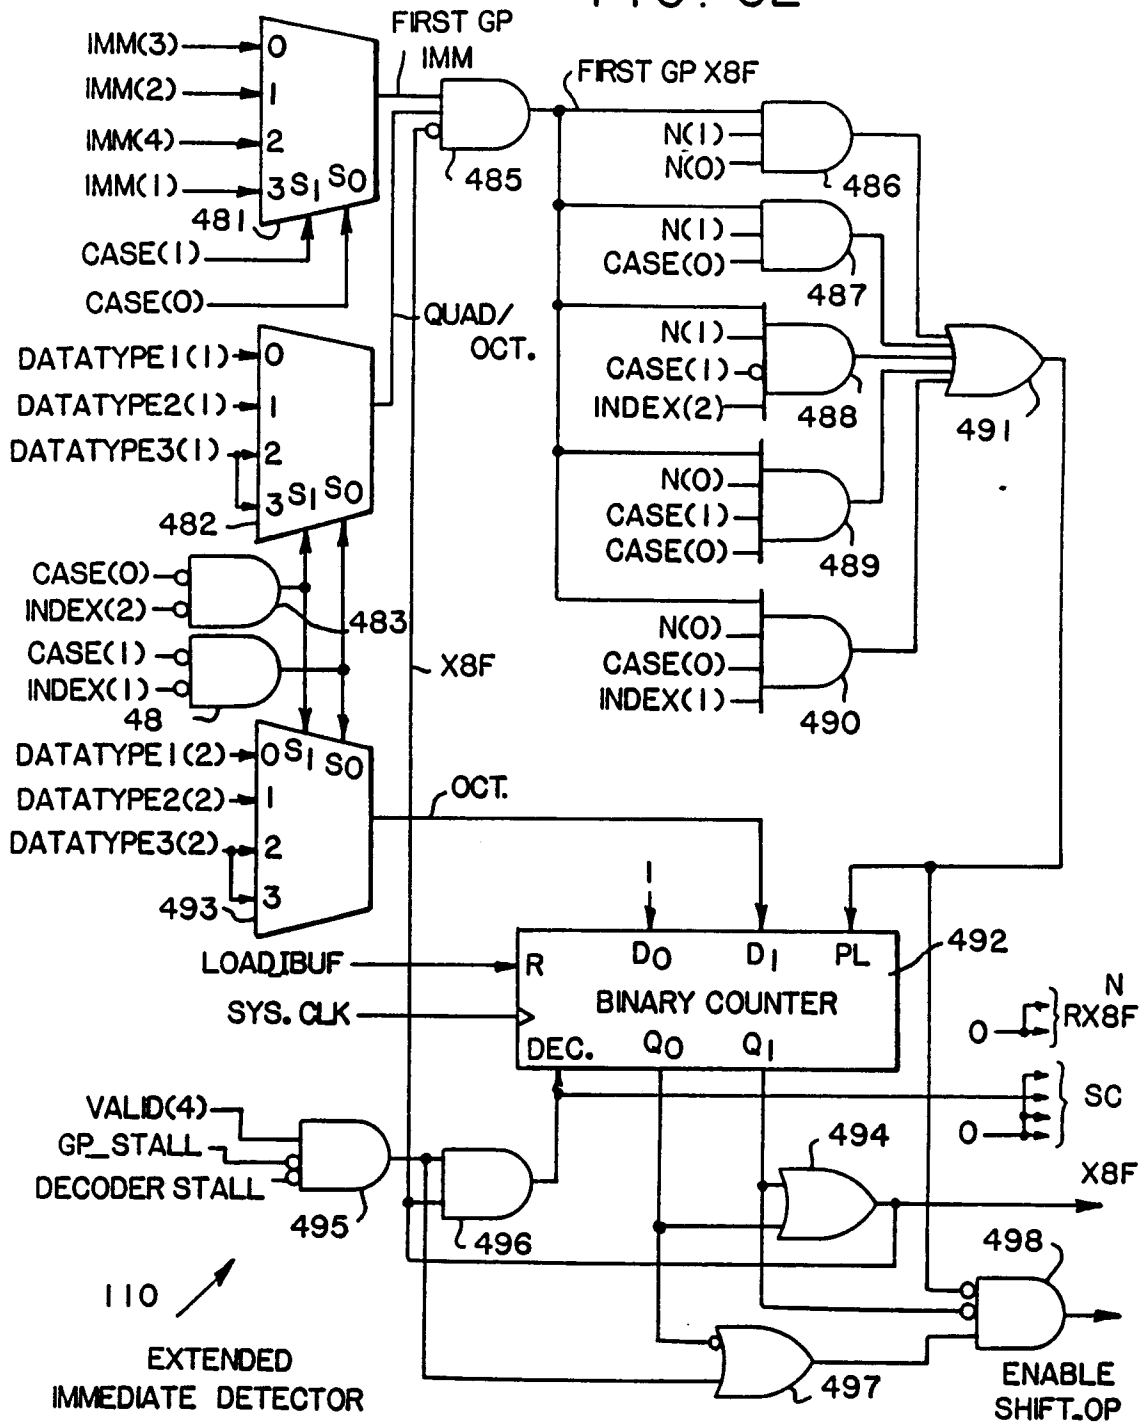 FIRST GP
IMM
IMM(3)
IMM(2)
IMM(4)
IMM(1)
0
1
2
3 S1 S0
481
CASE(1)
CASE(0)
485
FIRST GP X8F
N(1)
N(0)
486
N(1)
CASE(0)
487
N(1)
CASE(1)
INDEX(2)
488
N(0)
CASE(1)
CASE(0)
489
N(0)
CASE(0)
INDEX(1)
490
491
QUAD/
OCT.
DATATYPE1(1)
DATATYPE2(1)
DATATYPE3(1)
0
1
2
3 S1 S0
482
CASE(0)
INDEX(2)
483
CASE(1)
INDEX(1)
48
X8F
DATATYPE1(2)
DATATYPE2(2)
DATATYPE3(2)
0 S1 S0
1
2
3
493
OCT.
1
LOAD_IBUF
SYS. CLK
R
D0 D1 PL
BINARY COUNTER
DEC. Q0 Q1
492
N
0 RX8F
SC
0
X8F
VALID(4)
GP_STALL
DECODER STALL
495
496
494
498
497
110
EXTENDED
IMMEDIATE DETECTOR
ENABLE
SHIFT_OP